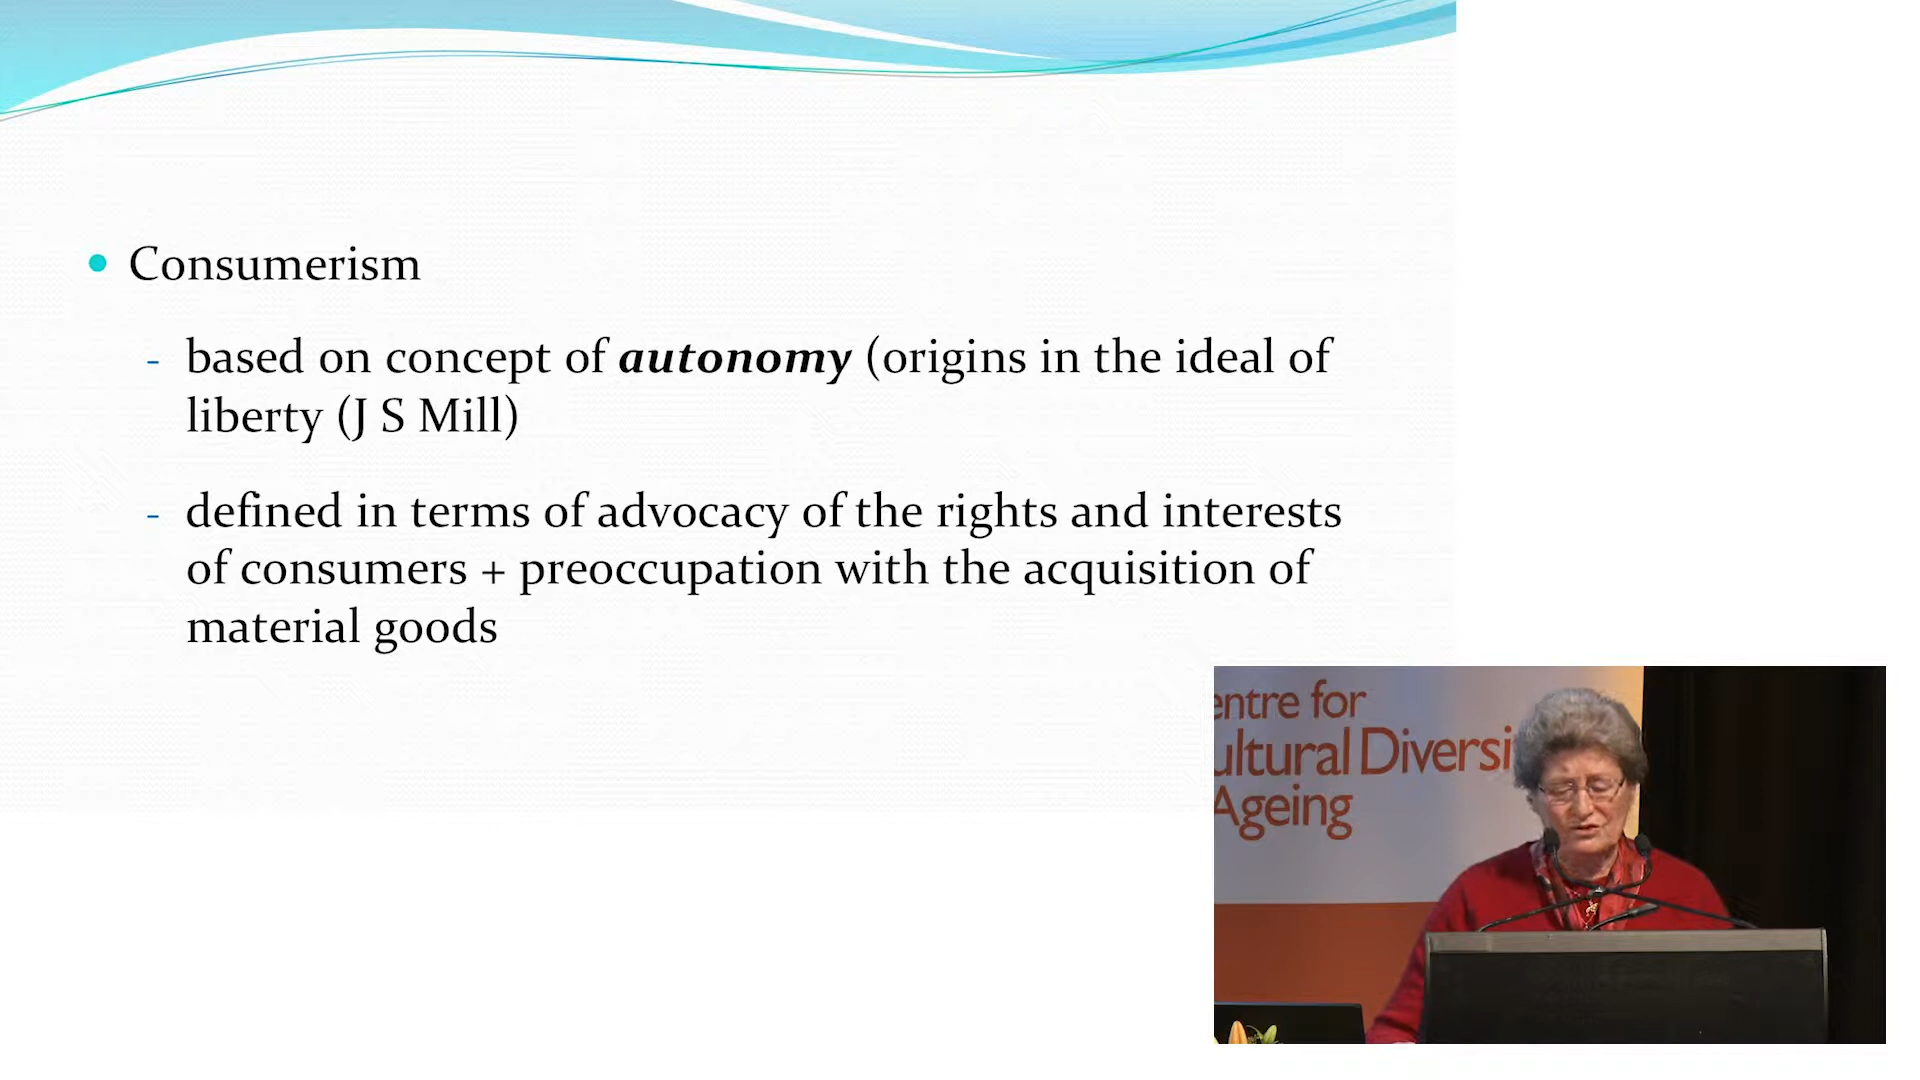 • Consumerism
- based on concept of autonomy (origins in the ideal of
liberty (J S Mill)
- defined in terms of advocacy of the rights and interests
of consumers + preoccupation with the acquisition of
material goods
entre for
ultural Diversi
Ageing